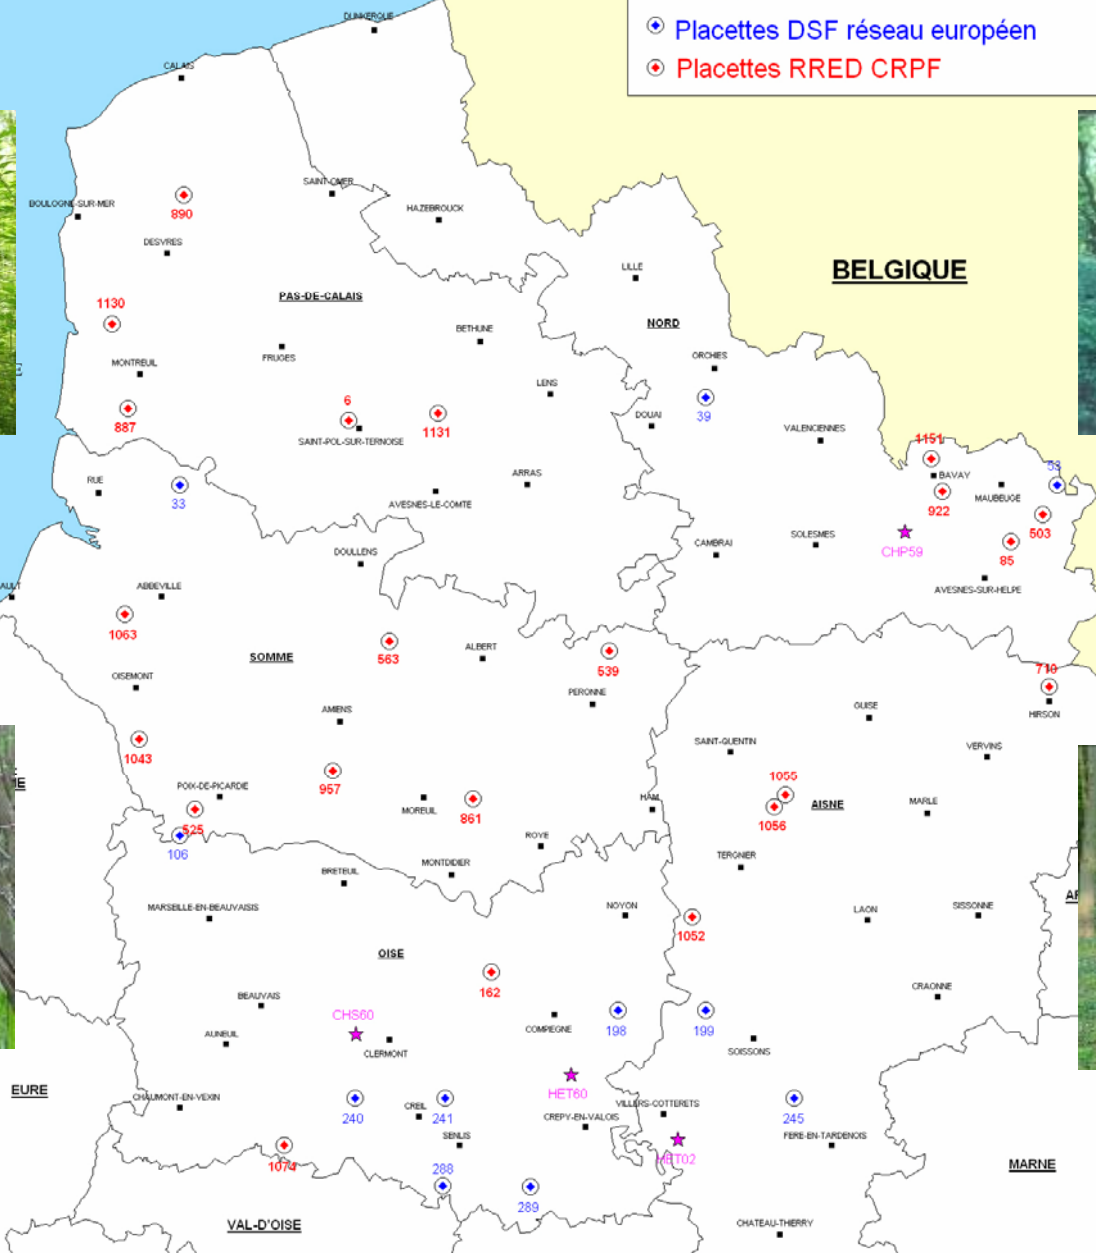 DUNKERQUE
Placettes DSF réseau européen
Placettes RRED CRPF
CALAIS
SAINT-OMER
890
BOULOGNE-SUR-MER
HAZEBROUCK
DESVRES
LILLE
BELGIQUE
PAS-DE-CALAIS
1130
NORD
BETHUNE
FRUGES
ORCHIES
MONTREUIL
LENS
6
887
1131
39
DOUAI
SAINT-POL-SUR-TERNOISE
VALENCIENNES
1151
53
RUE
ARRAS
BAVAY
MAUBEUGE
33
AVESNES-LE-COMTE
922
503
SOLESMES
CAMBRAI
CHP59
85
DOULLENS
AULT
ABBEVILLE
AVESNES-SUR-HELPE
1063
SOMME
563
ALBERT
539
710
OISEMONT
PERONNE
HIRSON
AMIENS
GUISE
SAINT-QUENTIN
VERVINS
1043
1055
957
POIX-DE-PICARDIE
HAM
MOREUIL
861
1056
AISNE
MARLE
525
ROYE
106
MONTDIDIER
TERGNIER
BRETEUIL
MARSEILLE-EN-BEAUVAISIS
NOYON
LAON
SISSONNE
1052
OISE
162
CRAONNE
BEAUVAIS
CHS60
AUNEUIL
COMPIEGNE
198
199
CLERMONT
SOISSONS
EURE
HET60
CHAUMONT-EN-VEXIN
CREIL
VILLERS-COTTERETS
240
241
CREPY-EN-VALOIS
245
SENLIS
FERE-EN-TARDENOIS
1074
HET02
MARNE
288
289
VAL-D'OISE
CHATEAU-THIERRY